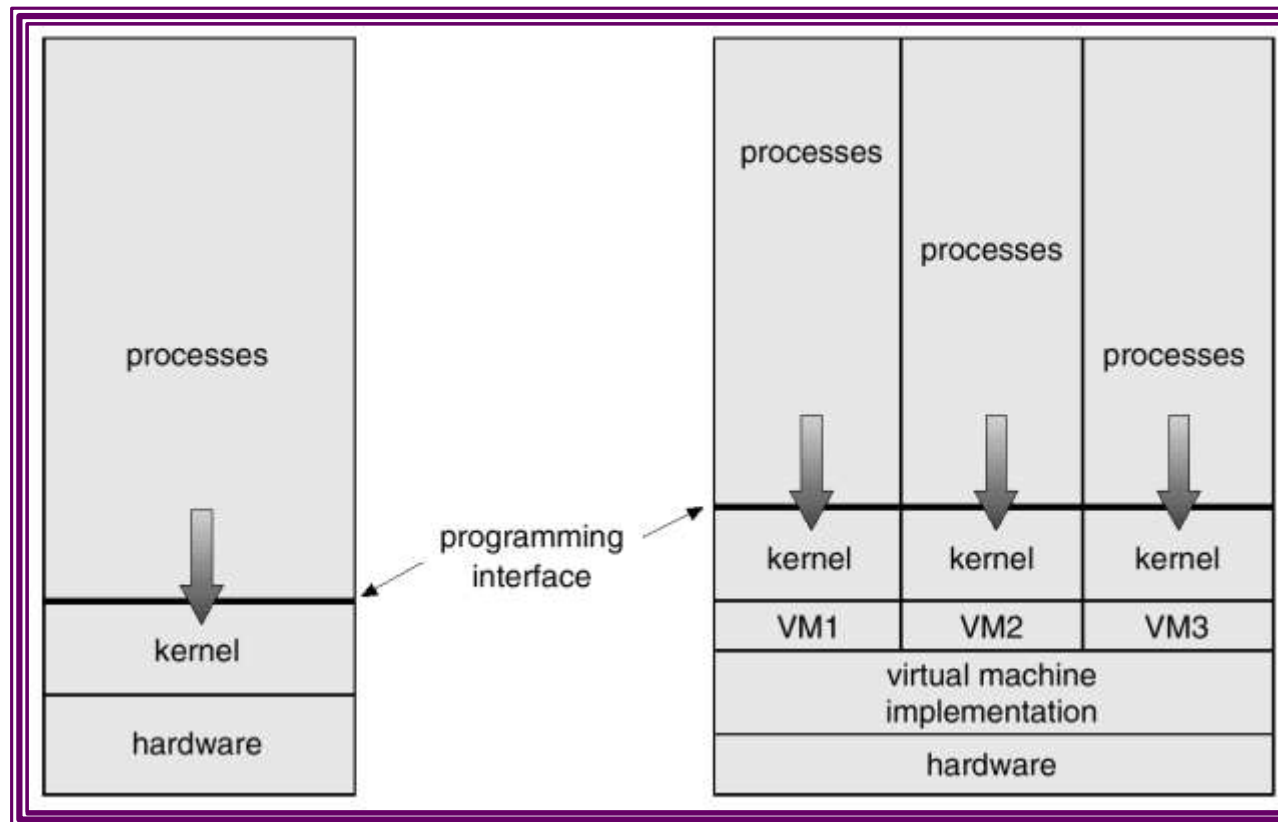 processes
kernel
hardware
programming
interface
processes
processes
processes
kernel
kernel
kernel
VM1
VM2
VM3
virtual machine
implementation
hardware